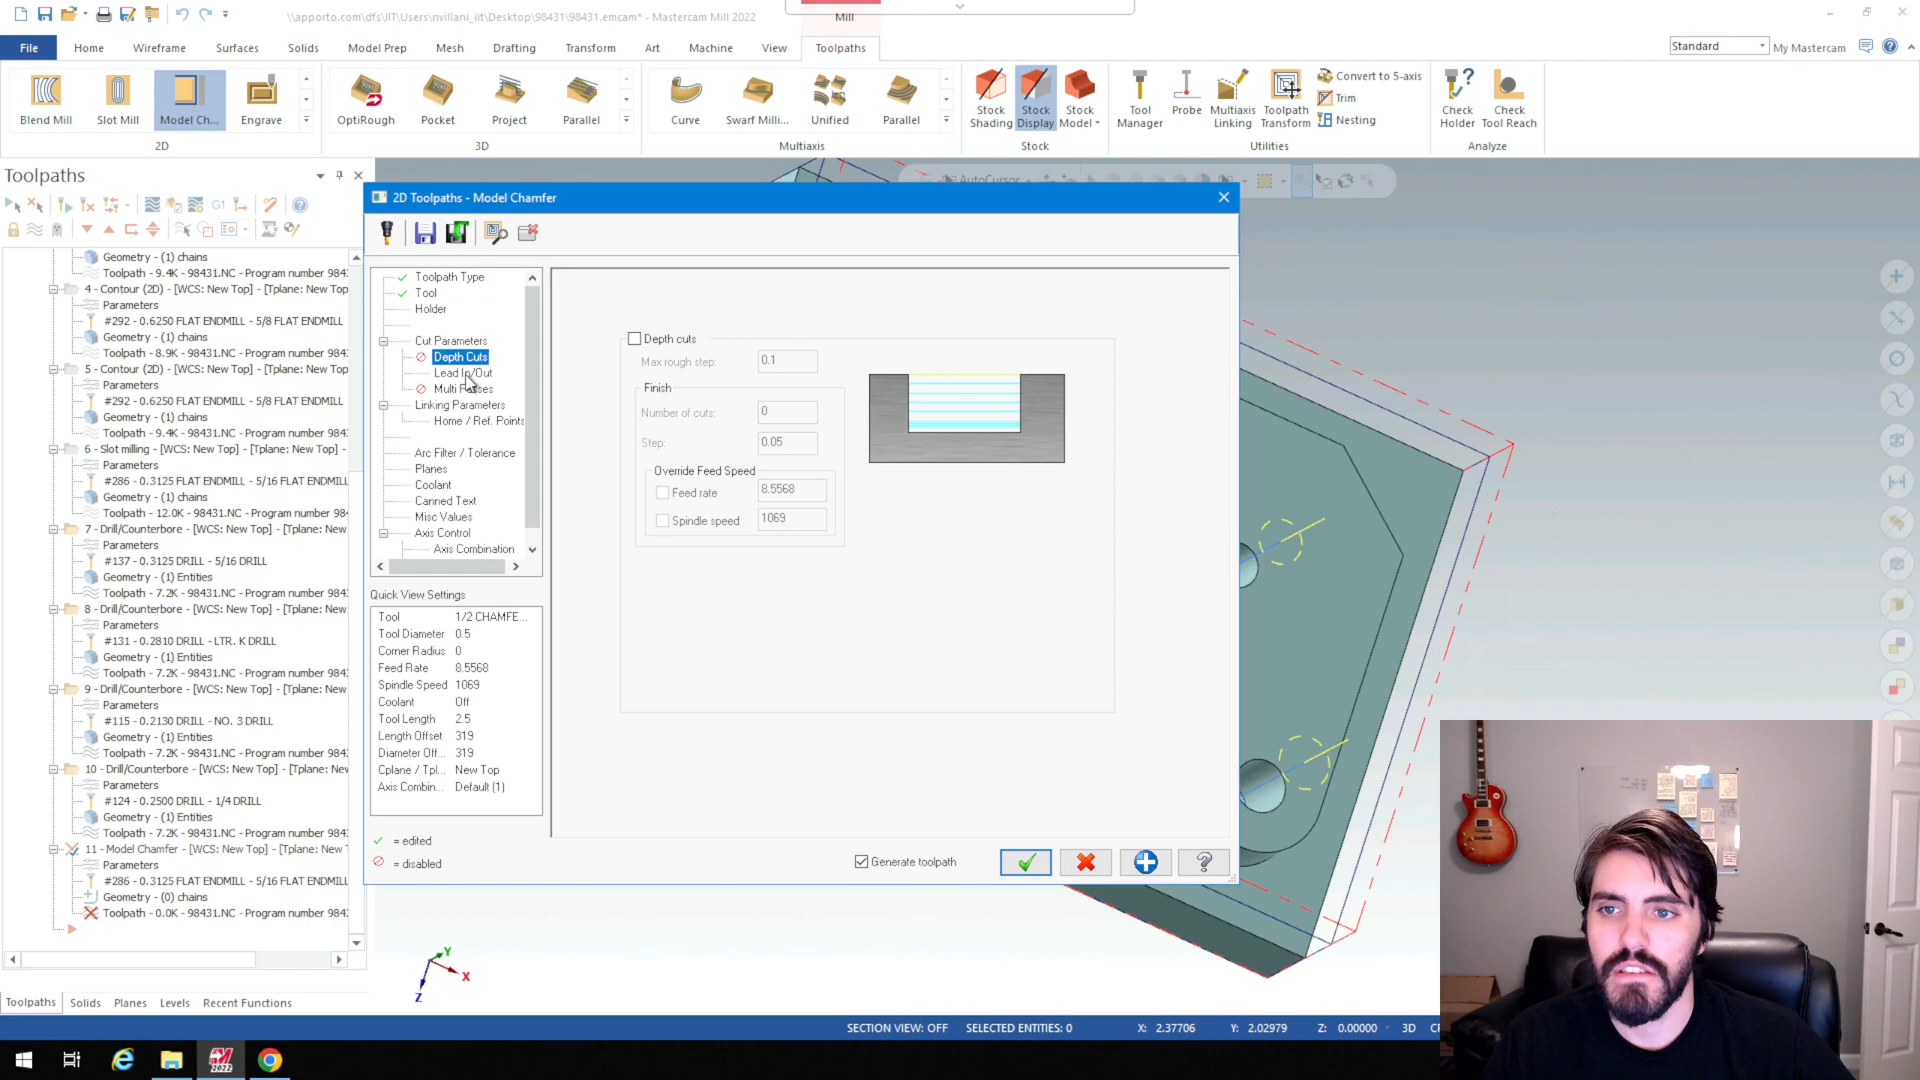 \\apporto.com\dfs\IIT\Users\nvillani_iit\Desktop\98431\98431.emcam* - Mastercam Mill 2022
Mill
File Home Wireframe Surfaces Solids Model Prep Mesh Drafting Transform Art Machine View Toolpaths
Standard My Mastercam
Blend Mill Slot Mill Model Ch... Engrave
OptiRough Pocket Project Parallel
Curve Swarf Milli... Unified Parallel
Stock Shading Stock Display Stock Model
Tool Manager Probe Multiaxis Linking Toolpath Transform
Convert to 5-axis
Trim
Nesting
Check Holder Check Tool Reach
2D 3D Multiaxis Stock Utilities Analyze
Toolpaths
G1
AutoCursor
Geometry - (1) chains
Toolpath - 9.4K - 98431.NC - Program number 984
4 - Contour (2D) - [WCS: New Top] - [Tplane: New Top
Parameters
#292 - 0.6250 FLAT ENDMILL - 5/8 FLAT ENDMILL
Geometry - (1) chains
Toolpath - 8.9K - 98431.NC - Program number 984
5 - Contour (2D) - [WCS: New Top] - [Tplane: New Top
Parameters
#292 - 0.6250 FLAT ENDMILL - 5/8 FLAT ENDMILL
Geometry - (1) chains
Toolpath - 9.4K - 98431.NC - Program number 984
6 - Slot milling - [WCS: New Top] - [Tplane: New Top] -
Parameters
#286 - 0.3125 FLAT ENDMILL - 5/16 FLAT ENDMILL
Geometry - (1) chains
Toolpath - 12.0K - 98431.NC - Program number 98
7 - Drill/Counterbore - [WCS: New Top] - [Tplane: New
Parameters
#137 - 0.3125 DRILL - 5/16 DRILL
Geometry - (1) Entities
Toolpath - 7.2K - 98431.NC - Program number 984
8 - Drill/Counterbore - [WCS: New Top] - [Tplane: New
Parameters
#131 - 0.2810 DRILL - LTR. K DRILL
Geometry - (1) Entities
Toolpath - 7.2K - 98431.NC - Program number 984
9 - Drill/Counterbore - [WCS: New Top] - [Tplane: New
Parameters
#115 - 0.2130 DRILL - NO. 3 DRILL
Geometry - (1) Entities
Toolpath - 7.2K - 98431.NC - Program number 984
10 - Drill/Counterbore - [WCS: New Top] - [Tplane: Nev
Parameters
#124 - 0.2500 DRILL - 1/4 DRILL
Geometry - (1) Entities
Toolpath - 7.2K - 98431.NC - Program number 984
11 - Model Chamfer - [WCS: New Top] - [Tplane: New T
Parameters
#286 - 0.3125 FLAT ENDMILL - 5/16 FLAT ENDMILL
Geometry - (0) chains
Toolpath - 0.0K - 98431.NC - Program number 984
Toolpaths Solids Planes Levels Recent Functions
2D Toolpaths - Model Chamfer
Toolpath Type
Tool
Holder
Cut Parameters
Depth Cuts
Lead In/Out
Multi Passes
Linking Parameters
Home / Ref. Points
Arc Filter / Tolerance
Planes
Coolant
Canned Text
Misc Values
Axis Control
Axis Combination
Quick View Settings
Tool 1/2 CHAMFE...
Tool Diameter 0.5
Corner Radius 0
Feed Rate 8.5568
Spindle Speed 1069
Coolant Off
Tool Length 2.5
Length Offset 319
Diameter Off... 319
Cplane / Tpl... New Top
Axis Combin... Default (1)
= edited
= disabled
Depth cuts
Max rough step: 0.1
Finish
Number of cuts: 0
Step: 0.05
Override Feed Speed
Feed rate 8.5568
Spindle speed 1069
Generate toolpath
?
Y
X
Z
SECTION VIEW: OFF SELECTED ENTITIES: 0 X: 2.37706 Y: 2.02979 Z: 0.00000 3D
2022